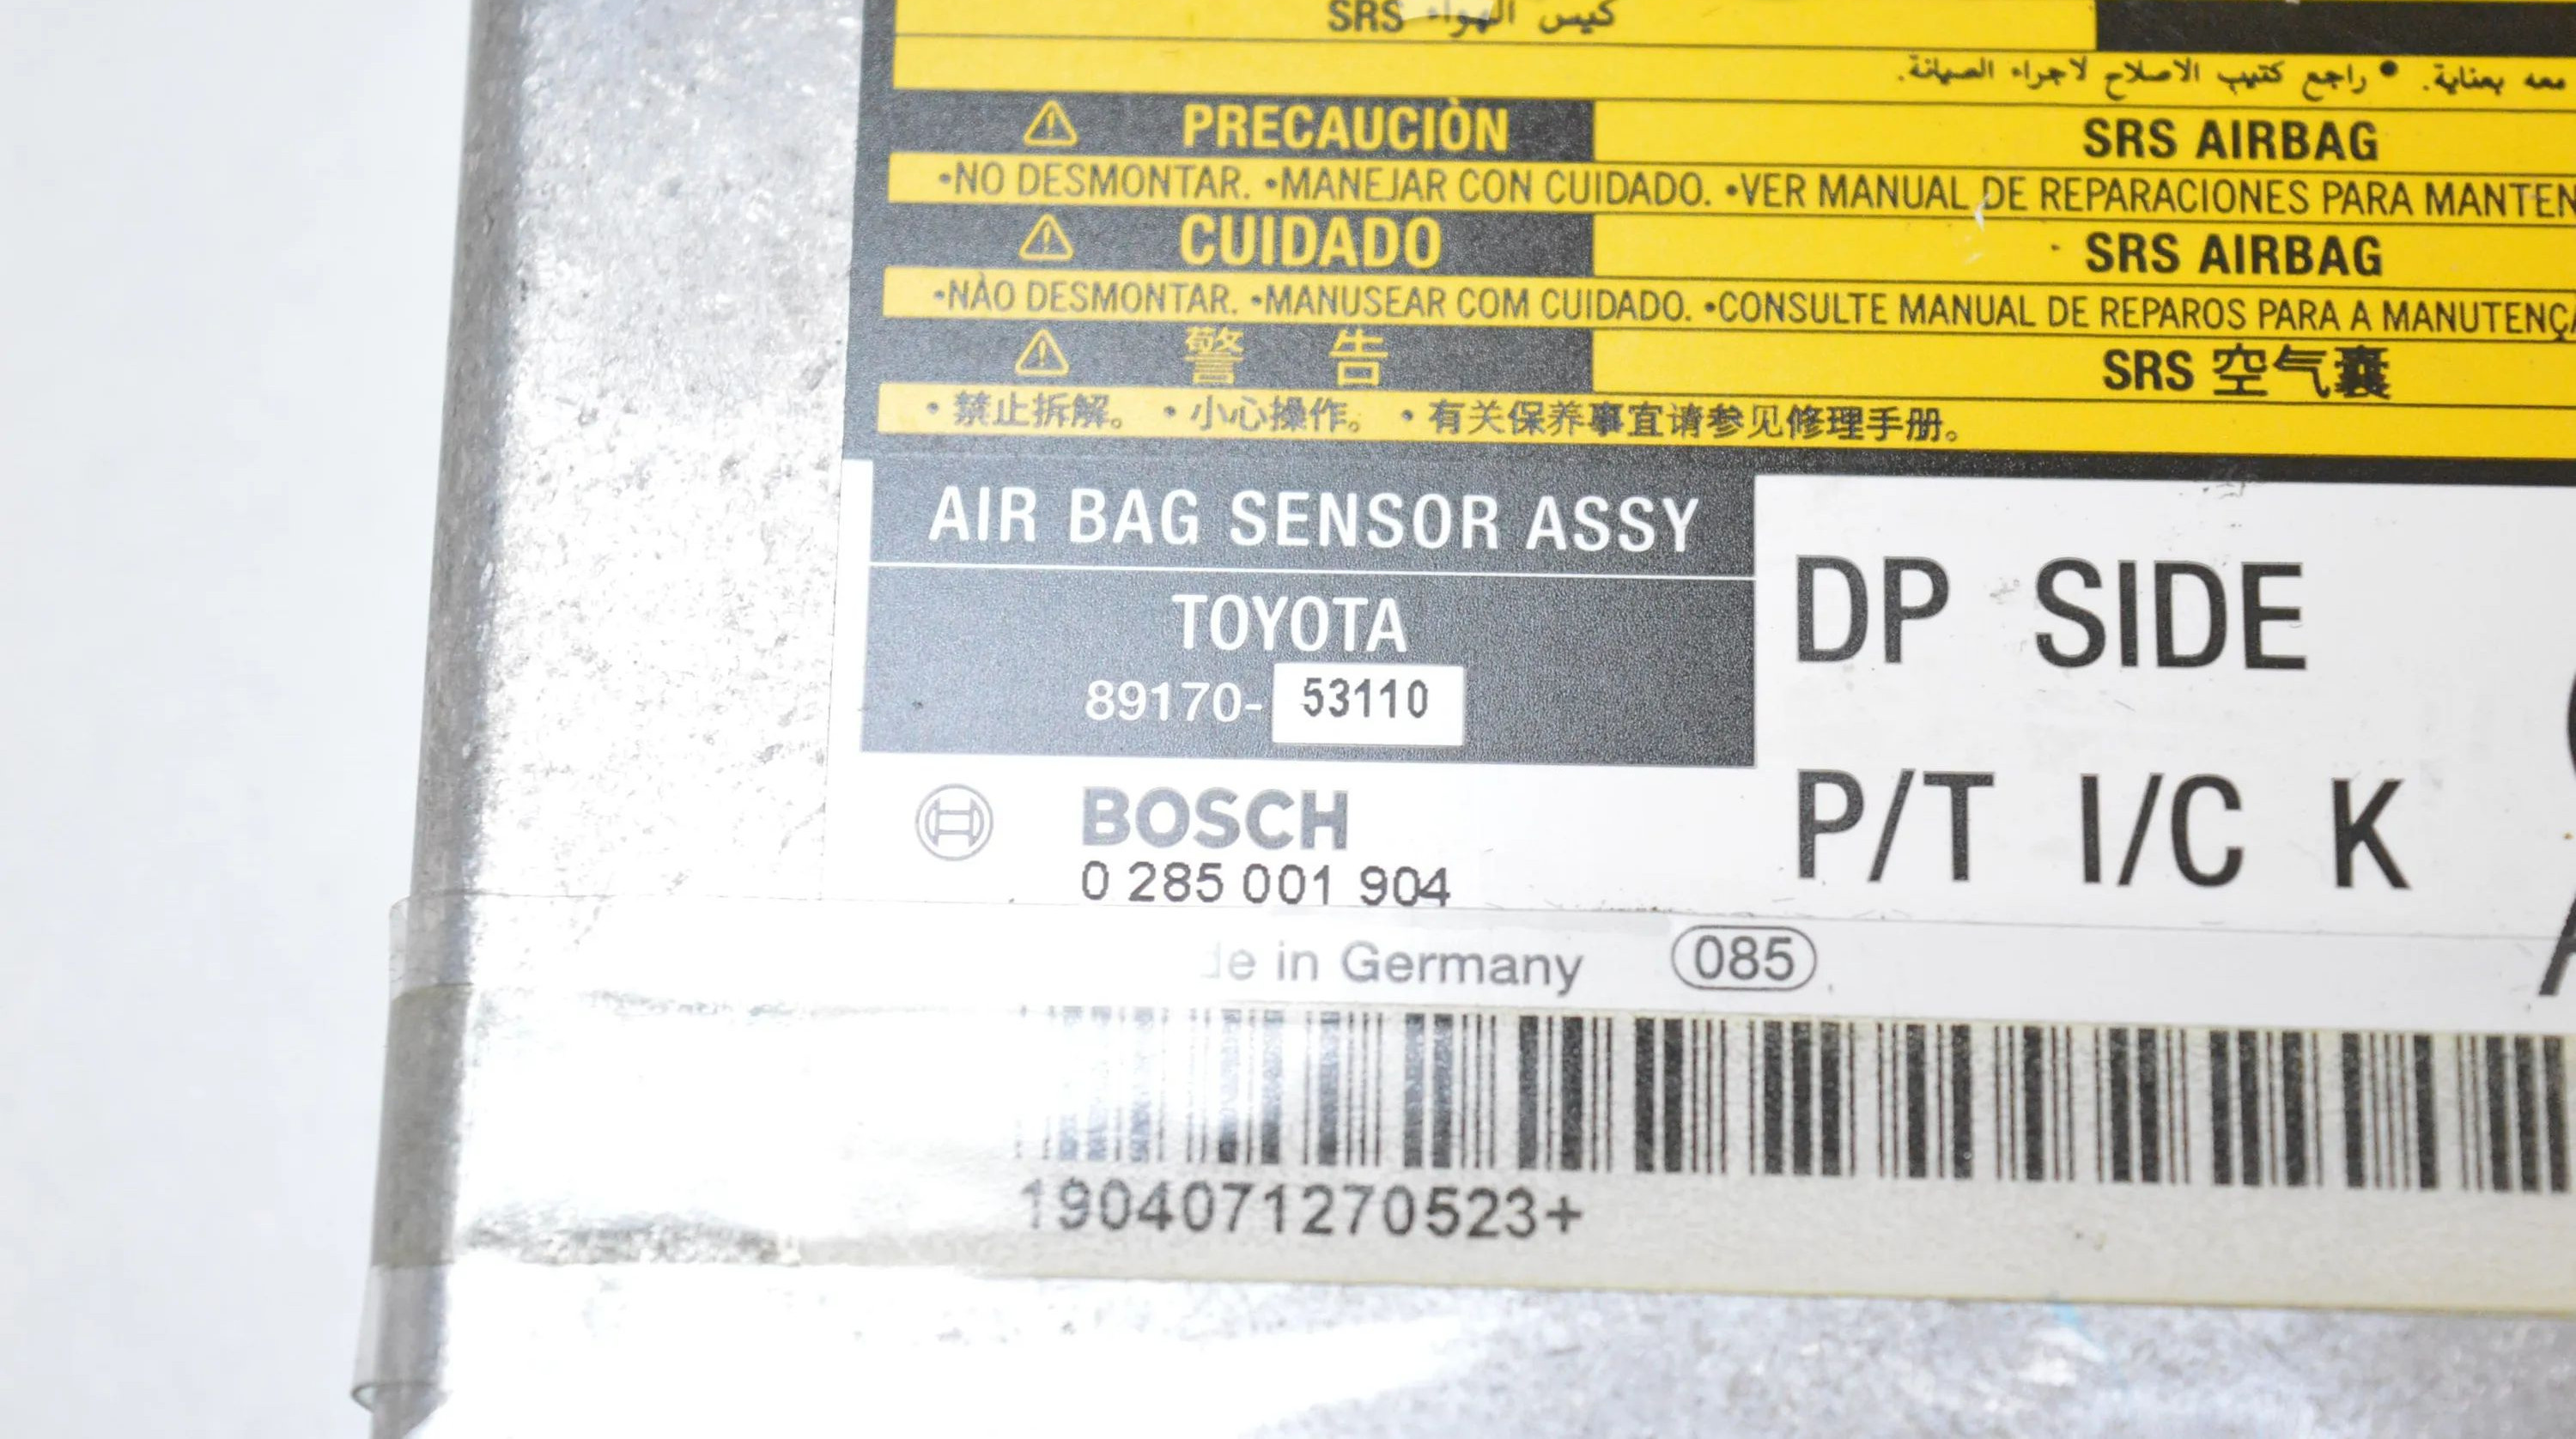 SRS كيس الهواء
معه بعناية. • راجع كتيب الاصلاح لاجراء الصيانة.
PRECAUCIÒN SRS AIRBAG
•NO DESMONTAR. •MANEJAR CON CUIDADO. •VER MANUAL DE REPARACIONES PARA MANTEN
CUIDADO SRS AIRBAG
•NÀO DESMONTAR. •MANUSEAR COM CUIDADO. •CONSULTE MANUAL DE REPAROS PARA A MANUTENÇA
警告 SRS 空气囊
•禁止拆解。 •小心操作。 •有关保养事宜请参见修理手册。
AIR BAG SENSOR ASSY
TOYOTA
89170- 53110
DP SIDE
P/T I/C K
BOSCH
0 285 001 904
de in Germany 085
1904071270523+